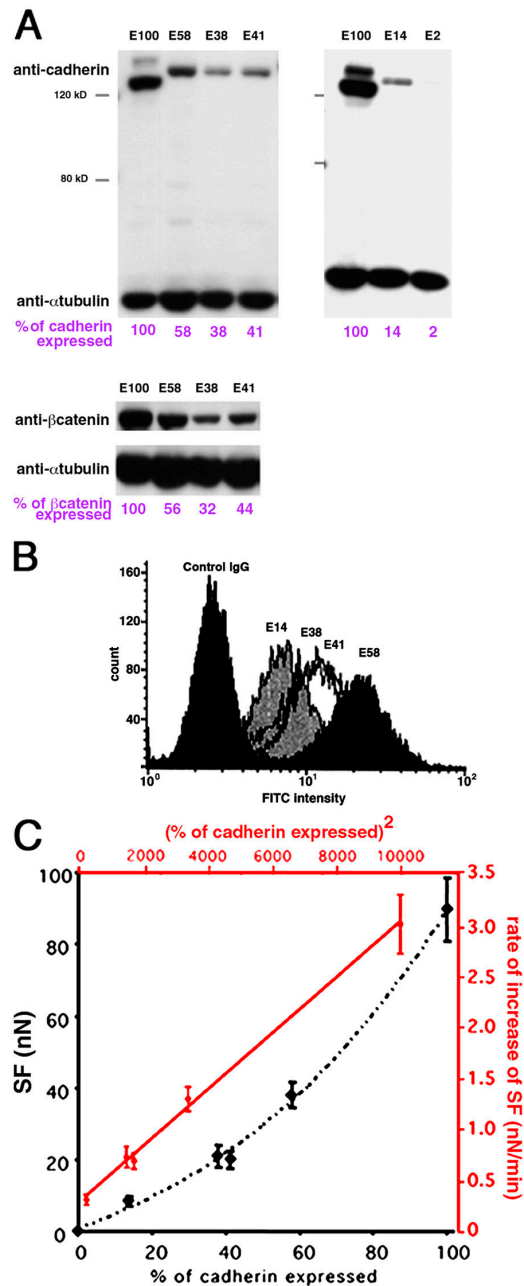 A
E100 E58 E38 E41
E100 E14 E2
anti-cadherin
120 kD
80 kD
anti-αtubulin
% of cadherin
expressed
100 58 38 41
100 14 2
E100 E58 E38 E41
anti-βcatenin
anti-αtubulin
% of βcatenin
expressed
100 56 32 44
B
Control IgG
E14
E38
E41
E58
160
120
80
40
count
10⁰ 10¹ 10²
FITC intensity
C
(% of cadherin expressed)²
0 2000 4000 6000 8000 10000
100
80
60
40
20
0
SF (nN)
3.5
3.0
2.5
2.0
1.5
1.0
0.5
0
rate of increase of SF (nN/min)
0 20 40 60 80 100
% of cadherin expressed